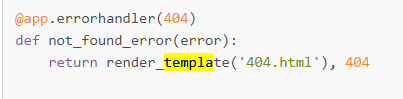 @app.errorhandler(404)
def not_found_error(error):
    return render_template('404.html'), 404